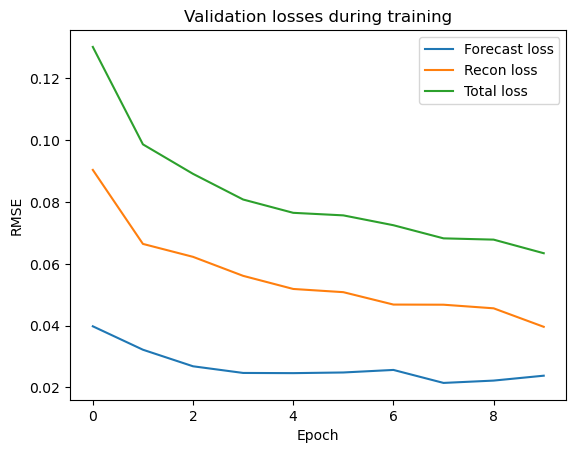 Validation losses during training
Forecast loss
Recon loss
Total loss
0.12
0.10
0.08
0.06
0.04
0.02
RMSE
0 2 4 6 8
Epoch